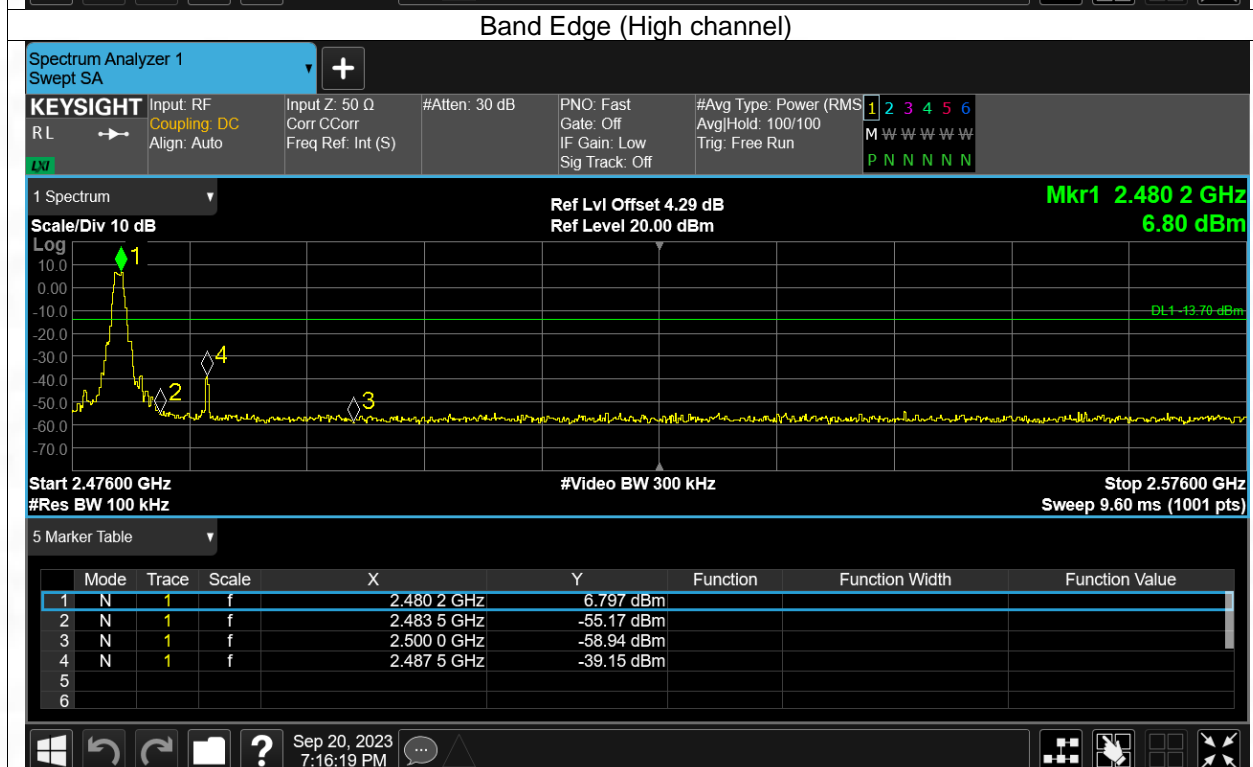 Band Edge (High channel)
Spectrum Analyzer 1
Swept SA
+
KEYSIGHT Input: RF Input Z: 50 Ω #Atten: 30 dB PNO: Fast #Avg Type: Power (RMS 1 2 3 4 5 6
RL Coupling: DC Corr CCorr Gate: Off Avg|Hold: 100/100 M W W W W W
Align: Auto Freq Ref: Int (S) IF Gain: Low Trig: Free Run
LXI Sig Track: Off P N N N N N
1 Spectrum Ref Lvl Offset 4.29 dB Mkr1 2.480 2 GHz
Scale/Div 10 dB Ref Level 20.00 dBm 6.80 dBm
Log
1
10.0
0.00
-10.0 DL1 -13.70 dBm
-20.0
-30.0 4
-40.0
2
-50.0 3
-60.0
-70.0
Start 2.47600 GHz #Video BW 300 kHz Stop 2.57600 GHz
#Res BW 100 kHz Sweep 9.60 ms (1001 pts)
5 Marker Table
Mode Trace Scale X Y Function Function Width Function Value
1 N 1 f 2.480 2 GHz 6.797 dBm
2 N 1 f 2.483 5 GHz -55.17 dBm
3 N 1 f 2.500 0 GHz -58.94 dBm
4 N 1 f 2.487 5 GHz -39.15 dBm
5
6
? Sep 20, 2023
7:16:19 PM